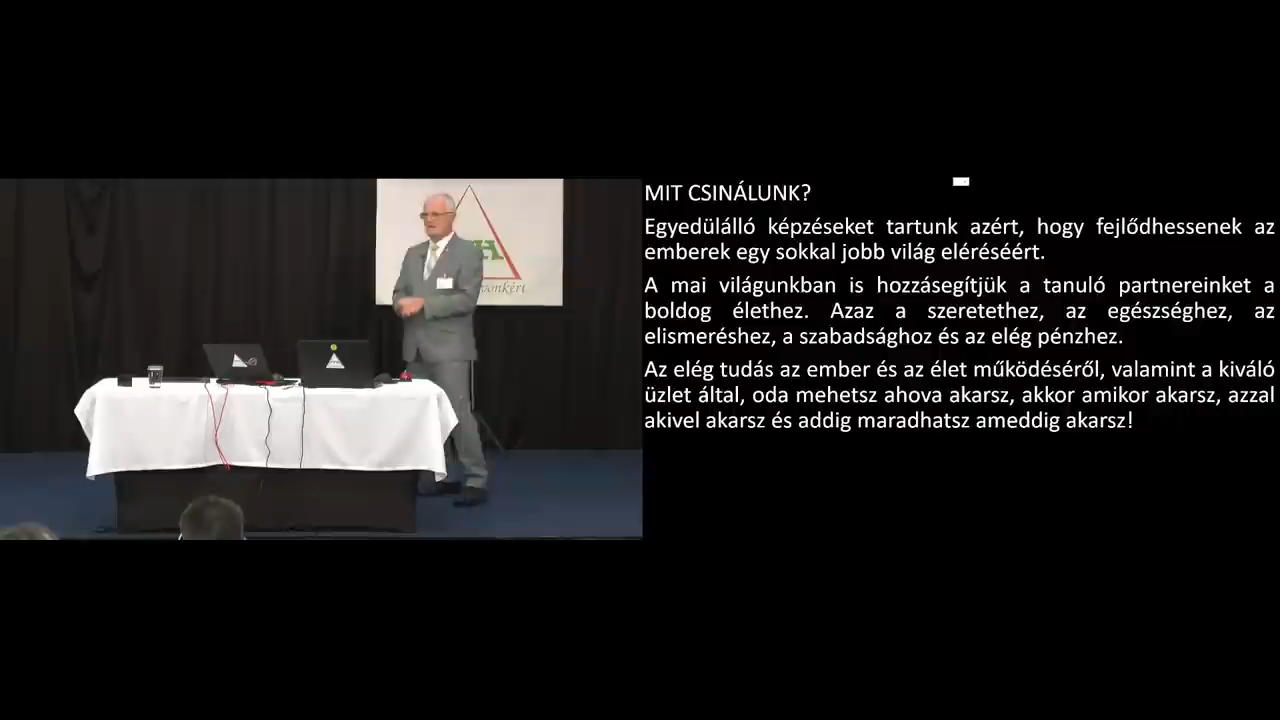 MIT CSINÁLUNK?
Egyedülálló képzéseket tartunk azért, hogy fejlődhessenek az
emberek egy sokkal jobb világ eléréséért.
A mai világunkban is hozzásegítjük a tanuló partnereinket a
boldog élethez. Azaz a szeretethez, az egészséghez, az
elismeréshez, a szabadsághoz és az elég pénzhez.
Az elég tudás az ember és az élet működéséről, valamint a kiváló
üzlet által, oda mehetsz ahova akarsz, akkor amikor akarsz, azzal
akivel akarsz és addig maradhatsz ameddig akarsz!